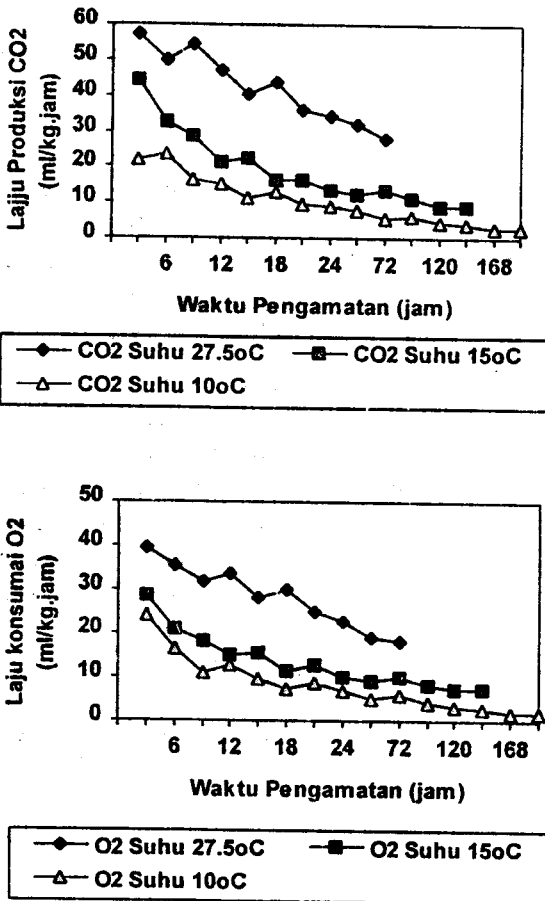 Lajju Produksi CO2
(ml/kg.jam)
60
50
40
30
20
10
0
6 12 18 24 72 120 168
Waktu Pengamatan (jam)
CO2 Suhu 27.5oC CO2 Suhu 15oC
CO2 Suhu 10oC
Laju konsumai O2
(ml/kg.jam)
50
40
30
20
10
0
6 12 18 24 72 120 168
Waktu Pengamatan (jam)
O2 Suhu 27.5oC O2 Suhu 15oC
O2 Suhu 10oC